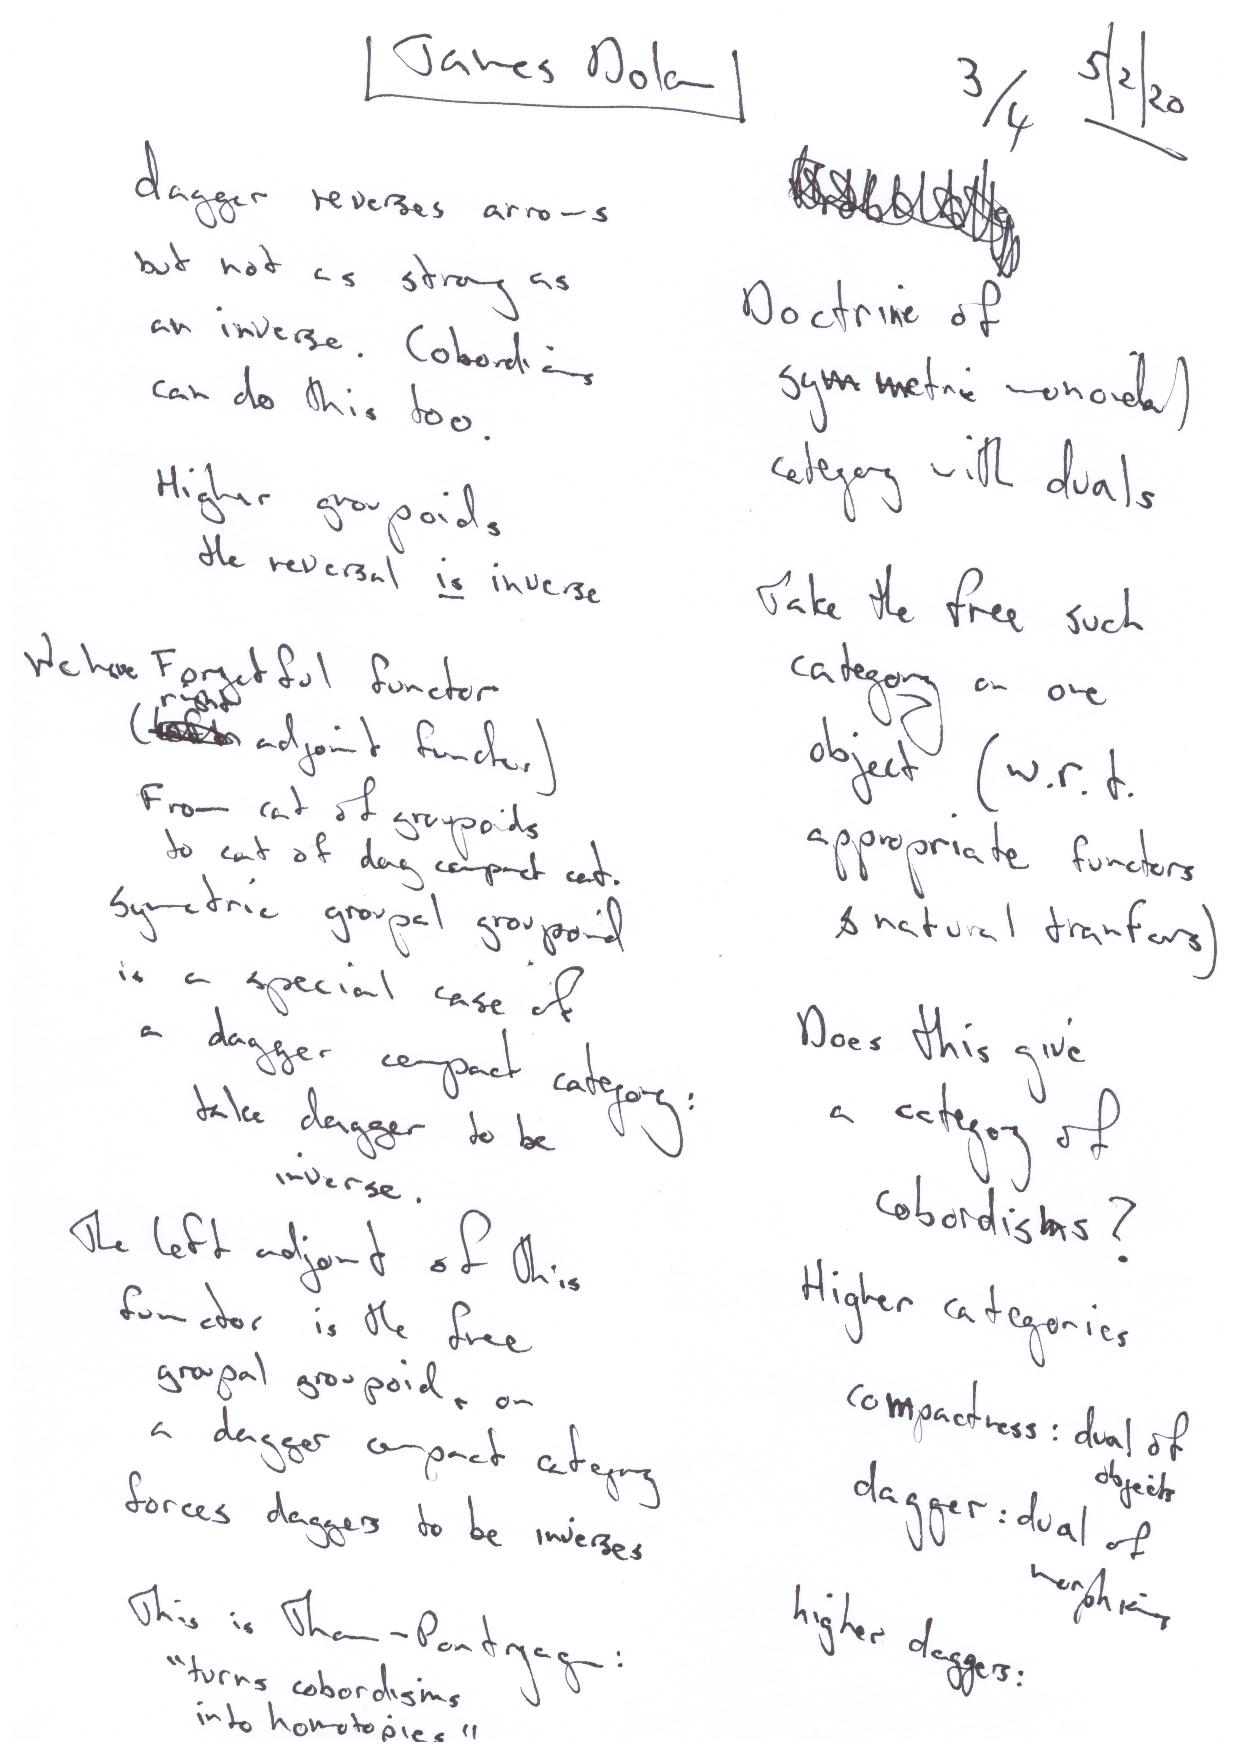 James Dolan
3/4 5/2/20
dagger reverses arrows
but not as strong as
an inverse. Cobordisms
can do this too.
Higher groupoids
the reversal is inverse
We have Forgetful functor
(right adjoint functor)
From cat of groupoids
to cat of dag compact cat.
Symetric groupal groupoid
is a special case of
a dagger compact category:
take dagger to be
inverse.
The left adjoint of this
functor is the free
groupal groupoid, on
a dagger compact category
forces daggers to be inverses
This is Thom-Pontryagin:
"turns cobordisms
into homotopies"
Doctrine of
symmetric monoidal
category with duals
Take the free such
category on one
object (w.r.t.
appropriate functors
& natural tranfors)
Does this give
a category of
cobordisms?
Higher categories
compactness: dual of
objects
dagger: dual of
morphisms
higher daggers: